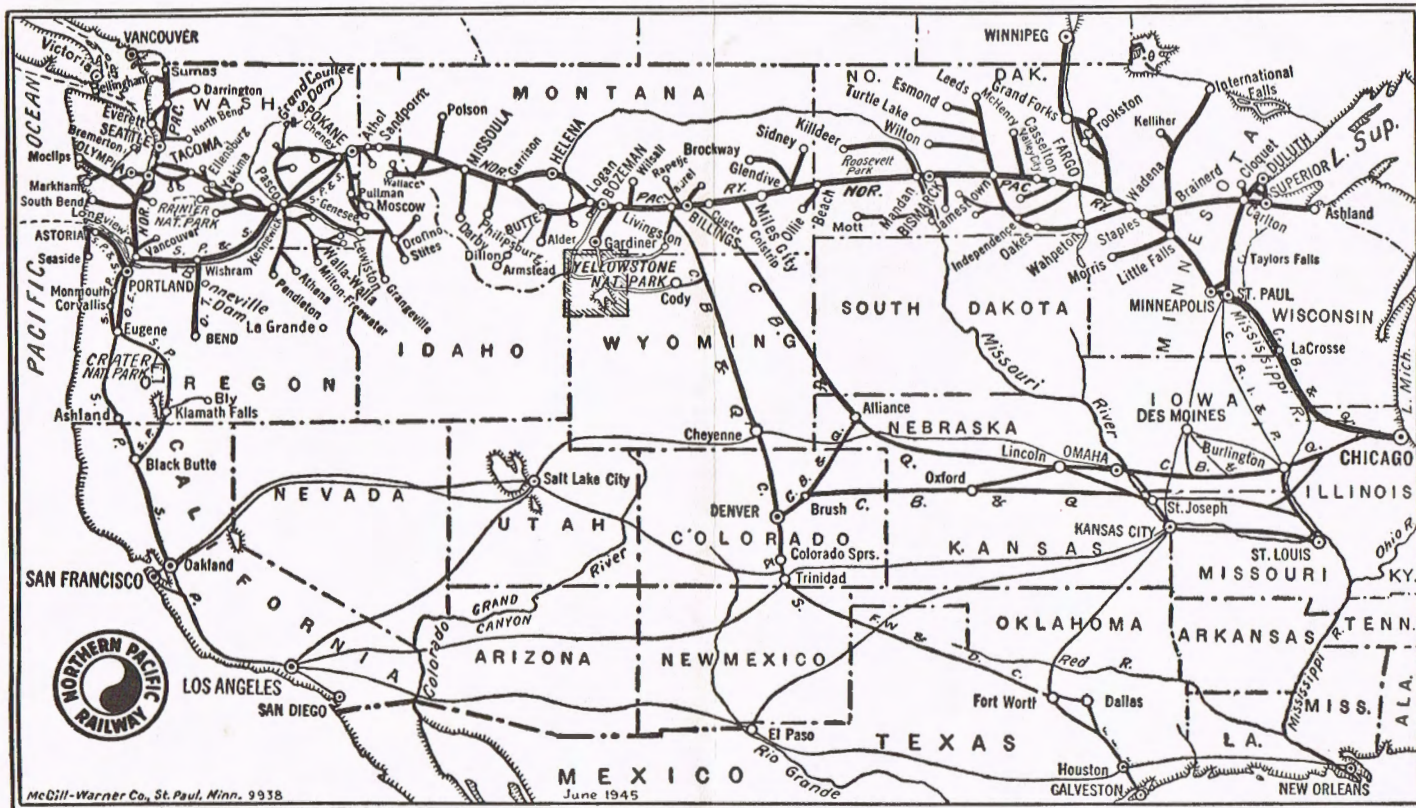 VANCOUVER
Victoria
Sumas
Bellingham
Darrington
WASH.
Everett
North Bend
SEATTLE
PAC.
Bremerton
OLYMPIA
TACOMA
Ellensburg
Yakima
Moclips
Markham
South Bend
Longview
NOR.
RAINIER
NAT. PARK
Pasco
Kennewick
Grand Coulee
Dam
Cheney
SPOKANE
Athol
Sandpoint
P. & S.
S. Genesee
Pullman
Moscow
Wallace
Lewiston
Orofino
Stites
Grangeville
Walla-Walla
Milton-Freewater
Athena
Pendleton
La Grande
ASTORIA
Seaside
S.P.&S.
Vancouver
S. P. & S.
Wishram
PORTLAND
Bonneville
Dam
O. T.
BEND
Monmouth
Corvallis
O.E.
S. P.
Eugene
CRATER
NAT. PARK
OREGON
Bly
Ashland
Klamath Falls
S.P.
Black Butte
PACIFIC
OCEAN
CALIFORNIA
Oakland
SAN FRANCISCO
S. P.
LOS ANGELES
SAN DIEGO
NORTHERN PACIFIC
RAILWAY
MONTANA
Polson
MISSOULA
NOR.
Garrison
HELENA
Logan
BOZEMAN
Wilsall
Rapelje
Laurel
PAC.
Brockway
Sidney
Glendive
RY.
BUTTE
Livingston
BILLINGS
Custer
Miles City
Colstrip
Ollie
Beach
Darby
Philipsburg
Dillon
Alder
Armstead
Gardiner
YELLOWSTONE
NAT. PARK
Cody
IDAHO
WYOMING
C. B. & Q.
C. B. & Q.
NO. DAK.
WINNIPEG
Leeds
Esmond
Turtle Lake
Wilton
McHenry
Grand Forks
Casselton
Valley City
FARGO
Crookston
Killdeer
Roosevelt
Park
NOR.
Mott
Mandan
BISMARCK
Jamestown
PAC.
Independence
Oakes
Wahpeton
RY.
International
Falls
Kelliher
Wadena
Brainerd
Cloquet
DULUTH
SUPERIOR
L. Sup.
Carlton
Ashland
Staples
Morris
Little Falls
Taylors Falls
MINNESOTA
MINNEAPOLIS
ST. PAUL
WISCONSIN
Mississippi R.
C. B. & Q.
LaCrosse
L. Mich.
C. R. I. & P.
SOUTH DAKOTA
Missouri
River
IOWA
DES MOINES
Burlington
CHICAGO
ILLINOIS
Alliance
NEBRASKA
Cheyenne
Lincoln
OMAHA
C. B. & Q.
Oxford
NEVADA
Salt Lake City
UTAH
DENVER
C. B. & Q.
Brush
C. B. & Q.
St. Joseph
KANSAS CITY
COLORADO
KANSAS
Colorado Sprs.
ST. LOUIS
MISSOURI
Ohio R.
KY.
River
Trinidad
C. & S.
GRAND
CANYON
Colorado
ARIZONA
NEW MEXICO
F. W. & D. C.
OKLAHOMA
Red R.
ARKANSAS
TENN.
Mississippi R.
MISS.
ALA.
Fort Worth
Dallas
El Paso
TEXAS
LA.
Rio Grande
Houston
GALVESTON
NEW ORLEANS
MEXICO
McGill-Warner Co., St. Paul, Minn. 9938
June 1945